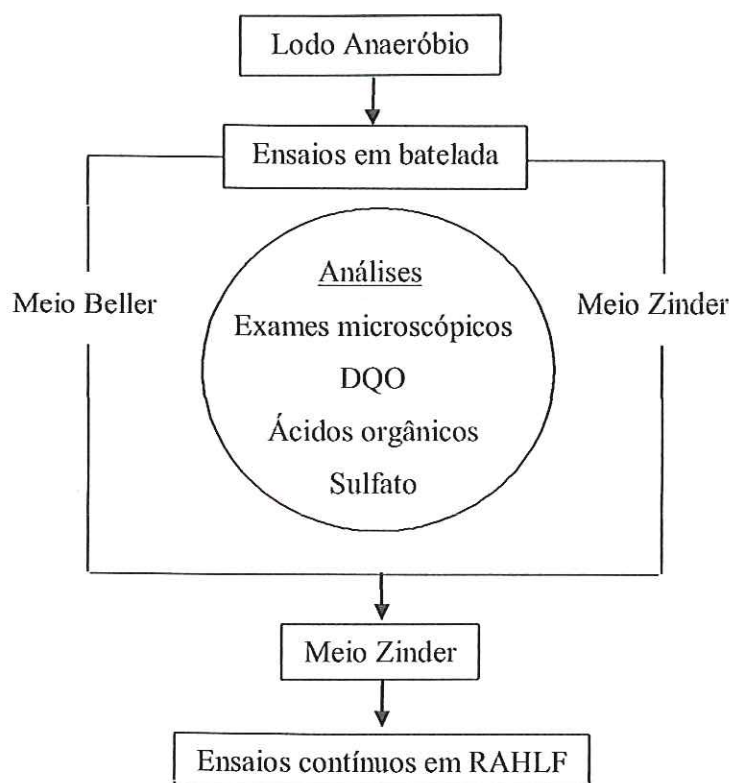 Lodo Anaeróbio
Ensaios em batelada
Meio Beller
Análises
Exames microscópicos
DQO
Ácidos orgânicos
Sulfato
Meio Zinder
Meio Zinder
Ensaios contínuos em RAHLF